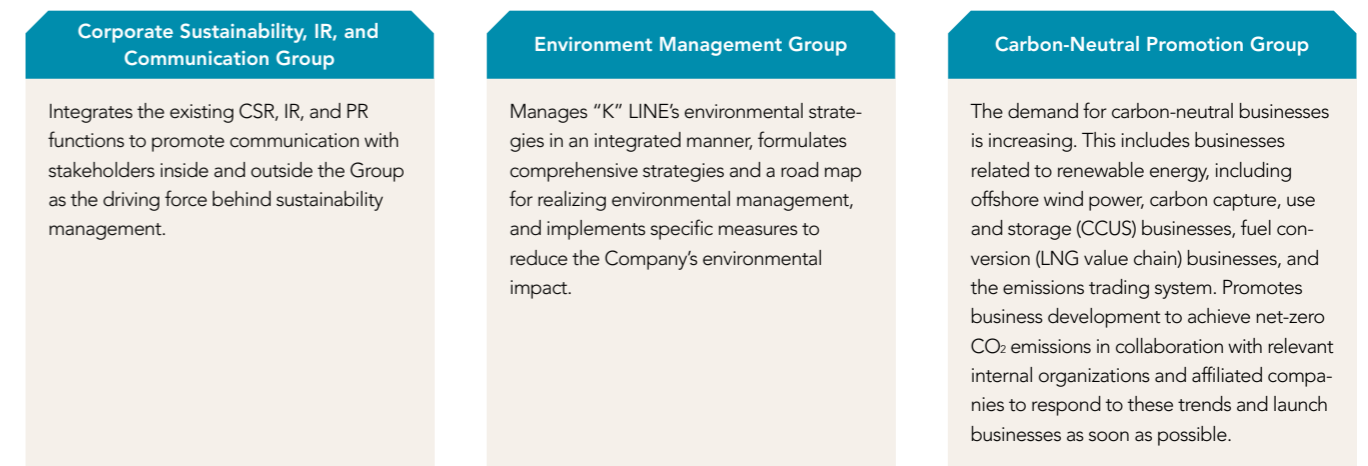 Corporate Sustainability, IR, and
Communication Group
Integrates the existing CSR, IR, and PR
functions to promote communication with
stakeholders inside and outside the Group
as the driving force behind sustainability
management.
Environment Management Group
Manages “K” LINE’s environmental strate-
gies in an integrated manner, formulates
comprehensive strategies and a road map
for realizing environmental management,
and implements specific measures to
reduce the Company’s environmental
impact.
Carbon-Neutral Promotion Group
The demand for carbon-neutral businesses
is increasing. This includes businesses
related to renewable energy, including
offshore wind power, carbon capture, use
and storage (CCUS) businesses, fuel con-
version (LNG value chain) businesses, and
the emissions trading system. Promotes
business development to achieve net-zero
CO₂ emissions in collaboration with relevant
internal organizations and affiliated compa-
nies to respond to these trends and launch
businesses as soon as possible.